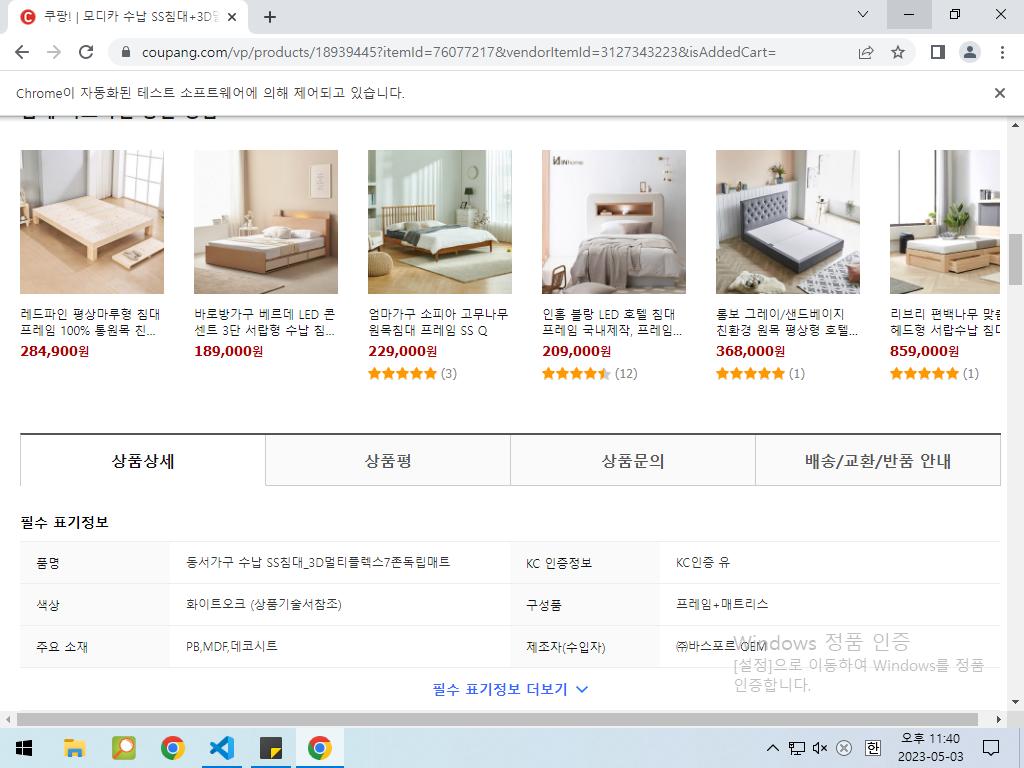 쿠팡! | 모디카 수납 SS침대+3D멀
coupang.com/vp/products/18939445?itemId=76077217&vendorItemId=3127343223&isAddedCart=
Chrome이 자동화된 테스트 소프트웨어에 의해 제어되고 있습니다.
IN home
레드파인 평상마루형 침대
프레임 100% 통원목 친...
284,900원
바로방가구 베르데 LED 콘
센트 3단 서랍형 수납 침...
189,000원
엄마가구 소피아 고무나무
원목침대 프레임 SS Q
229,000원
(3)
인홈 블랑 LED 호텔 침대
프레임 국내제작, 프레임...
209,000원
(12)
룸보 그레이/샌드베이지
친환경 원목 평상형 호텔...
368,000원
(1)
리브리 편백나무 맞춤
헤드형 서랍수납 침대
859,000원
(1)
상품상세
상품평
상품문의
배송/교환/반품 안내
필수 표기정보
품명
동서가구 수납 SS침대_3D멀티플렉스7존독립매트
KC 인증정보
KC인증 유
색상
화이트오크 (상품기술서참조)
구성품
프레임+매트리스
주요 소재
PB,MDF,데코시트
제조자(수입자)
㈜바스포르 OEM
필수 표기정보 더보기
Windows 정품 인증
[설정]으로 이동하여 Windows를 정품
인증합니다.
한
오후 11:40
2023-05-03